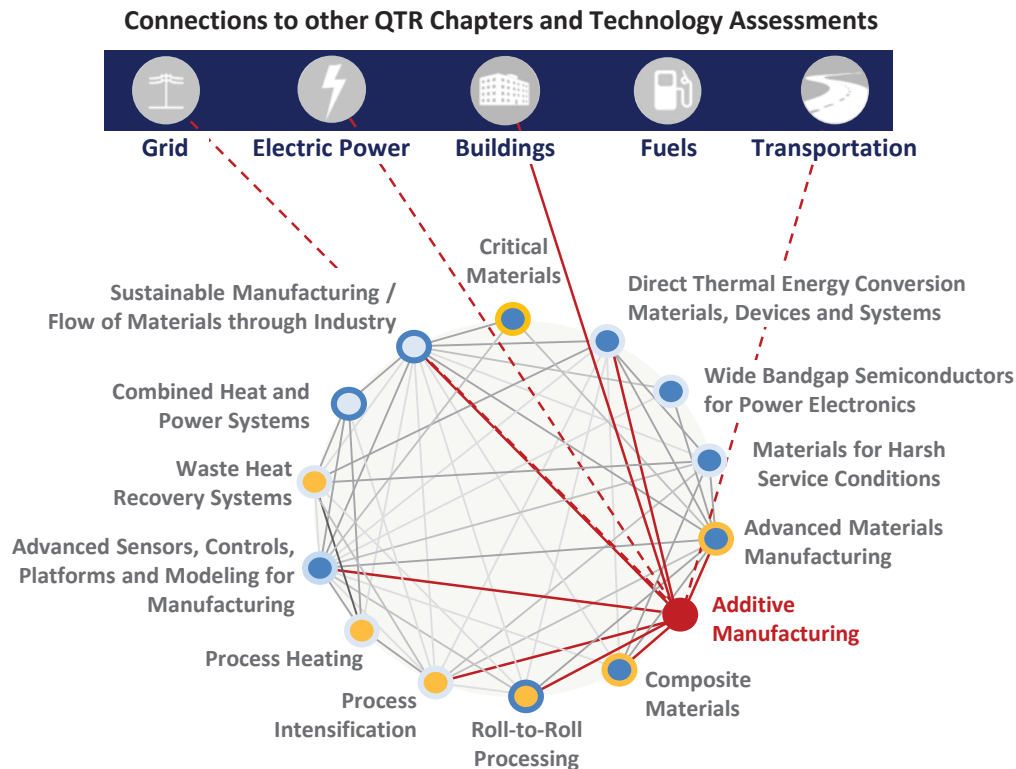 Connections to other QTR Chapters and Technology Assessments
Grid
Electric Power
Buildings
Fuels
Transportation
Critical
Materials
Direct Thermal Energy Conversion
Materials, Devices and Systems
Sustainable Manufacturing /
Flow of Materials through Industry
Wide Bandgap Semiconductors
for Power Electronics
Combined Heat and
Power Systems
Materials for Harsh
Service Conditions
Waste Heat
Recovery Systems
Advanced Materials
Manufacturing
Advanced Sensors, Controls,
Platforms and Modeling for
Manufacturing
Additive
Manufacturing
Process Heating
Composite
Materials
Process
Intensification
Roll-to-Roll
Processing